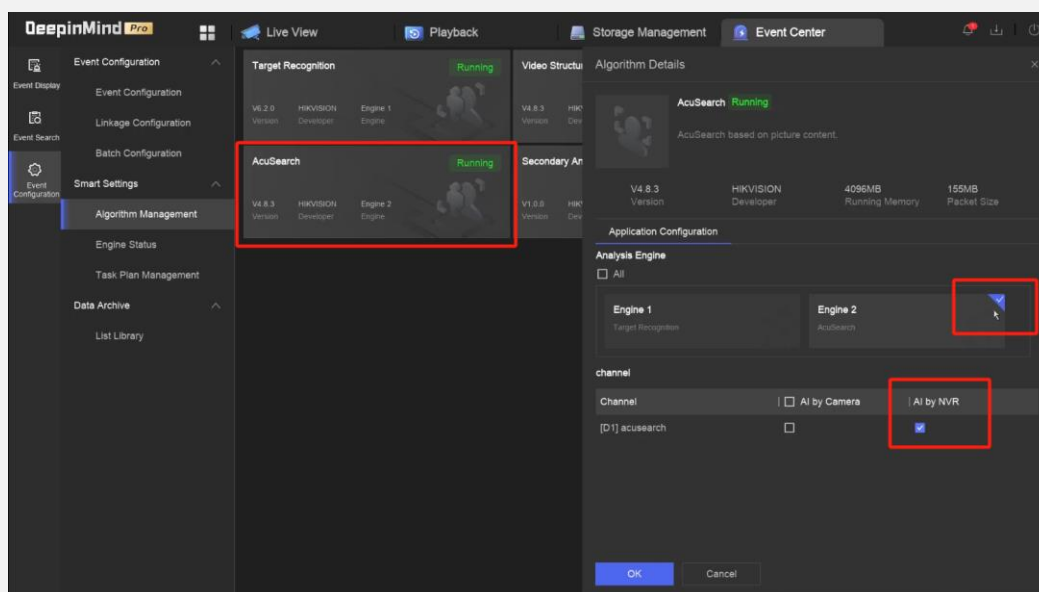 DeepinMind Pro
Live View
Playback
Storage Management
Event Center
Event Display
Event Search
Event Configuration
Event Configuration
Event Configuration
Linkage Configuration
Batch Configuration
Smart Settings
Algorithm Management
Engine Status
Task Plan Management
Data Archive
List Library
Target Recognition
Running
V6.2.0 HIKVISION Engine 1
Version Developer Engine
AcuSearch
Running
V4.8.3 HIKVISION Engine 2
Version Developer Engine
Video Structu
V4.8.3 HIK
Version Dev
Secondary An
V1.0.0 HIK
Version Dev
Algorithm Details
AcuSearch Running
AcuSearch based on picture content.
V4.8.3 HIKVISION 4096MB 155MB
Version Developer Running Memory Packet Size
Application Configuration
Analysis Engine
All
Engine 1
Target Recognition
Engine 2
AcuSearch
channel
Channel AI by Camera AI by NVR
[D1] acusearch
OK Cancel